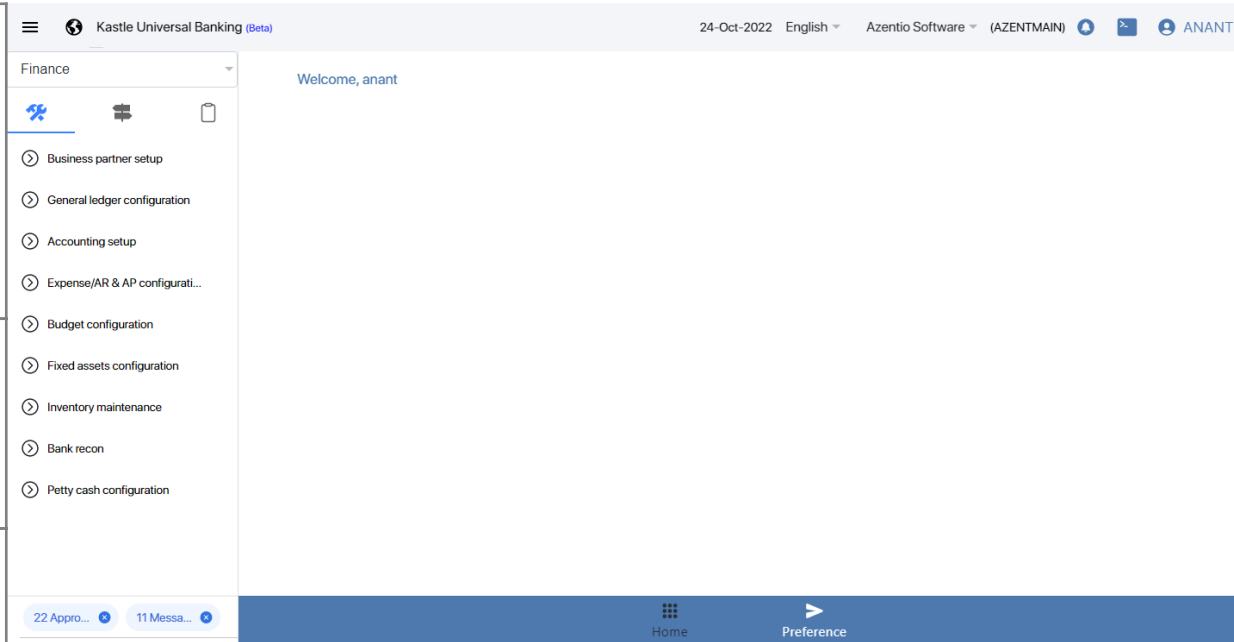 Kastle Universal Banking (Beta) 24-Oct-2022 English Azentio Software (AZENTMAIN) ANANT
Finance
Welcome, anant
Business partner setup
General ledger configuration
Accounting setup
Expense/AR & AP configurati...
Budget configuration
Fixed assets configuration
Inventory maintenance
Bank recon
Petty cash configuration
22 Appro... 11 Messa...
Home Preference